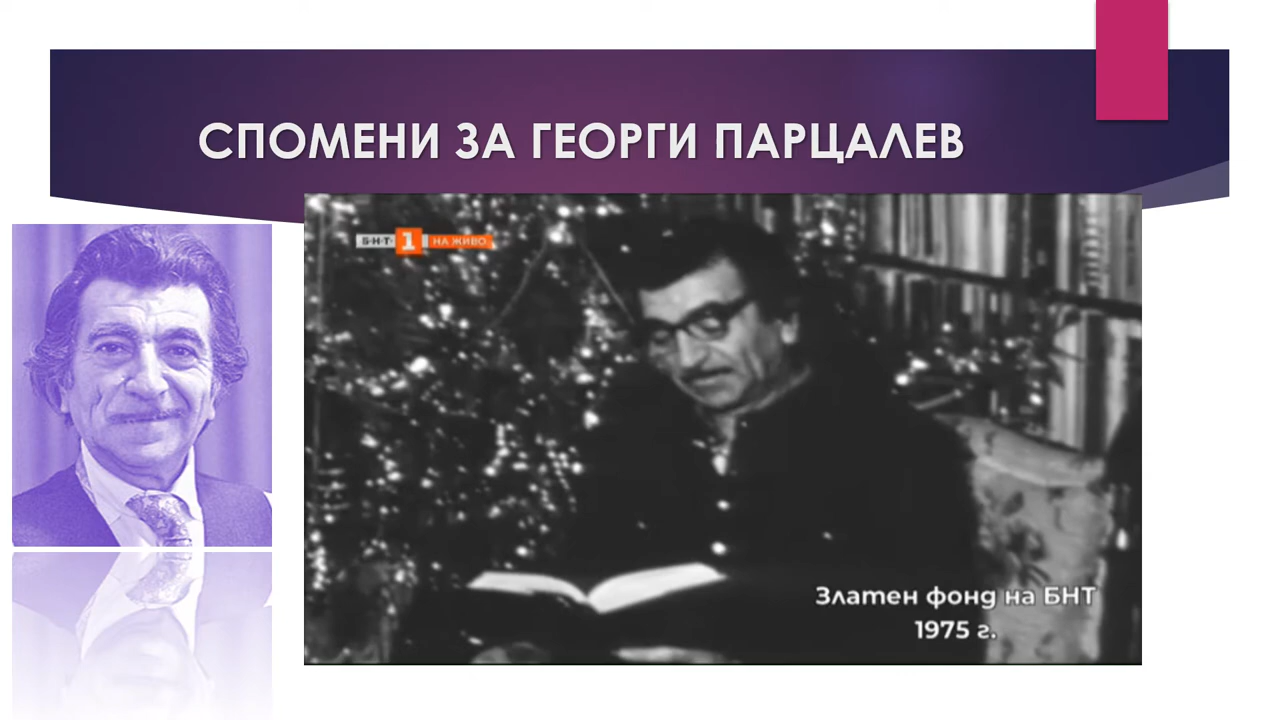 СПОМЕНИ ЗА ГЕОРГИ ПАРЦАЛЕВ
БНТ 1 НА ЖИВО
Златен фонд на БНТ
1975 г.